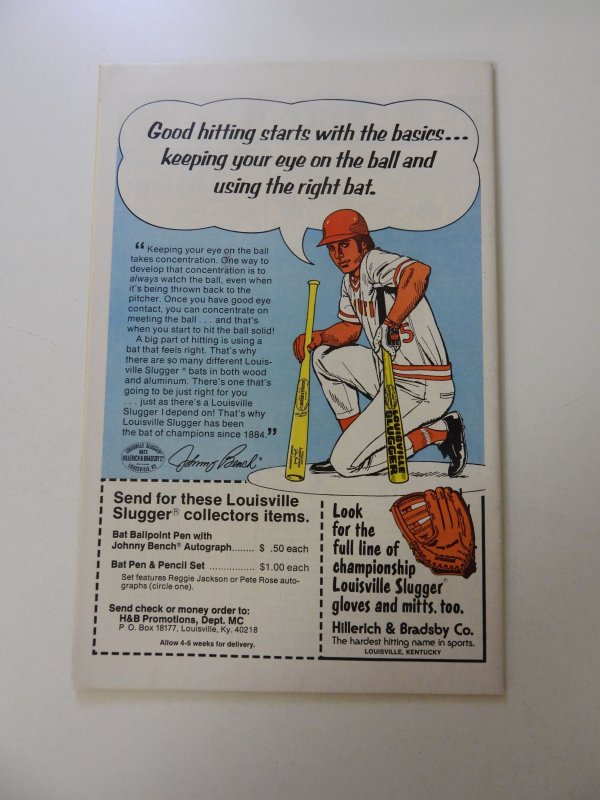 Good hitting starts with the basics...
keeping your eye on the ball and
using the right bat.
“Keeping your eye on the ball
takes concentration. One way to
develop that concentration is to
always watch the ball, even when
it's being thrown back to the
pitcher. Once you have good eye
contact, you can concentrate on
meeting the ball . . . and that's
when you start to hit the ball solid!
A big part of hitting is using a
bat that feels right. That's why
there are so many different Louis-
ville Slugger® bats in both wood
and aluminum. There's one that's
going to be just right for you
. . . just as there's a Louisville
Slugger I depend on! That's why
Louisville Slugger has been
the bat of champions since 1884.”
LOUISVILLE SLUGGER
BATS
HILLERICH & BRADSBY Co
LOUISVILLE, KY.
Johnny Bench
5
LOUISVILLE
SLUGGER
Send for these Louisville
Slugger® collectors items.
Bat Ballpoint Pen with
Johnny Bench® Autograph........ $ .50 each
Bat Pen & Pencil Set ................ $1.00 each
Set features Reggie Jackson or Pete Rose auto-
graphs (circle one).
Send check or money order to:
H&B Promotions, Dept. MC
P O. Box 18177, Louisville, Ky. 40218
Allow 4-6 weeks for delivery.
Look
for the
full line of
championship
Louisville Slugger®
gloves and mitts, too.
Hillerich & Bradsby Co.
The hardest hitting name in sports.
LOUISVILLE, KENTUCKY